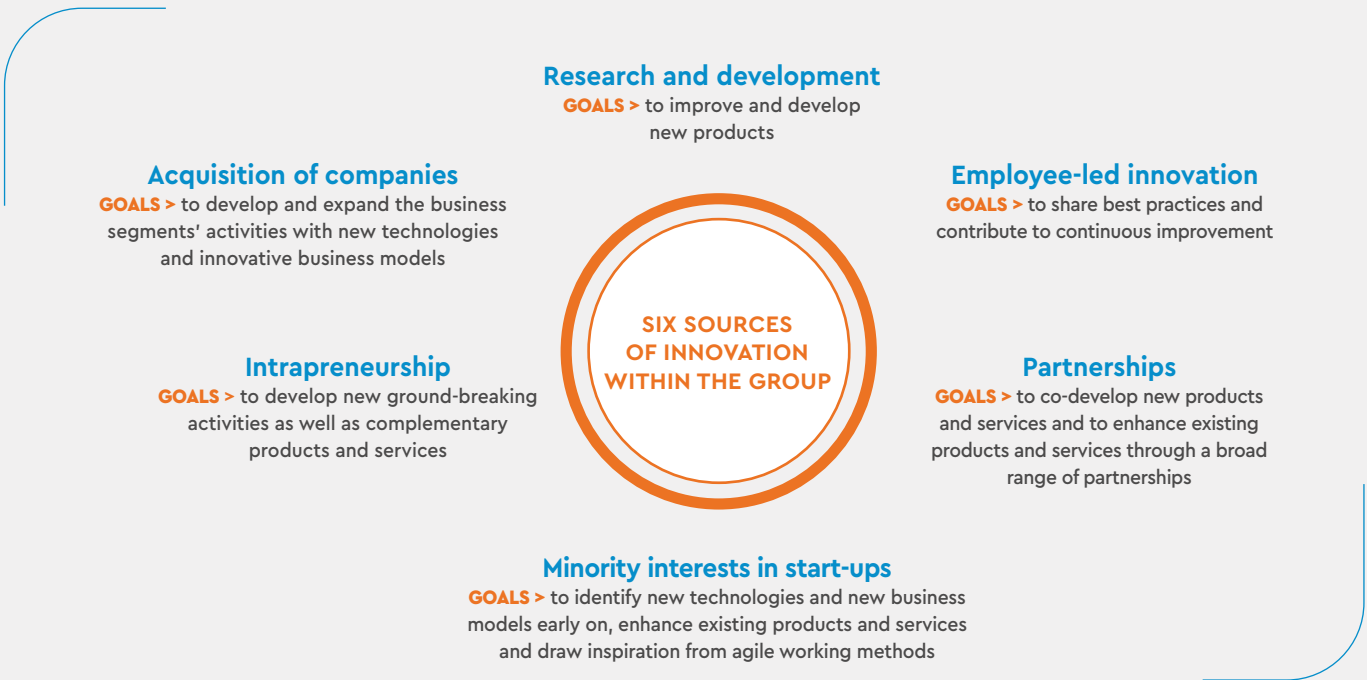 Research and development
GOALS > to improve and develop
new products
Acquisition of companies
GOALS > to develop and expand the business
segments' activities with new technologies
and innovative business models
Employee-led innovation
GOALS > to share best practices and
contribute to continuous improvement
SIX SOURCES
OF INNOVATION
WITHIN THE GROUP
Intrapreneurship
GOALS > to develop new ground-breaking
activities as well as complementary
products and services
Partnerships
GOALS > to co-develop new products
and services and to enhance existing
products and services through a broad
range of partnerships
Minority interests in start-ups
GOALS > to identify new technologies and new business
models early on, enhance existing products and services
and draw inspiration from agile working methods